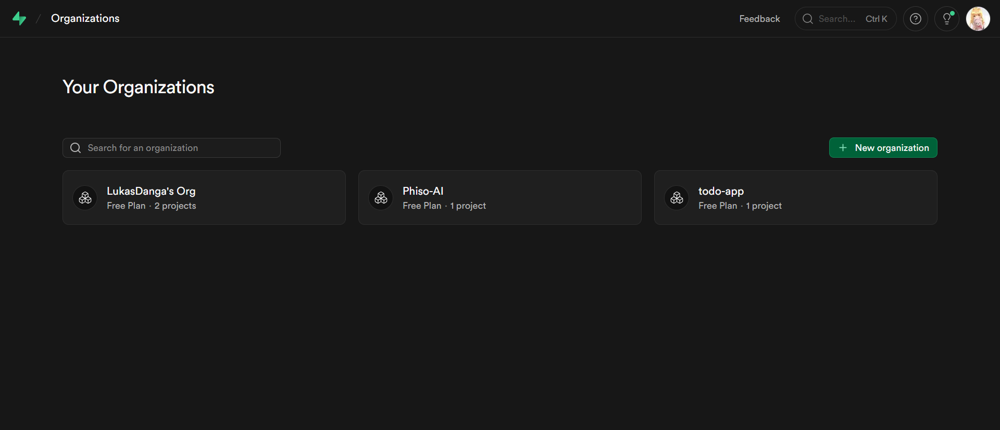 Organizations
Feedback
Search... Ctrl K
Your Organizations
Search for an organization
New organization
LukasDanga's Org
Free Plan · 2 projects
Phiso-AI
Free Plan · 1 project
todo-app
Free Plan · 1 project